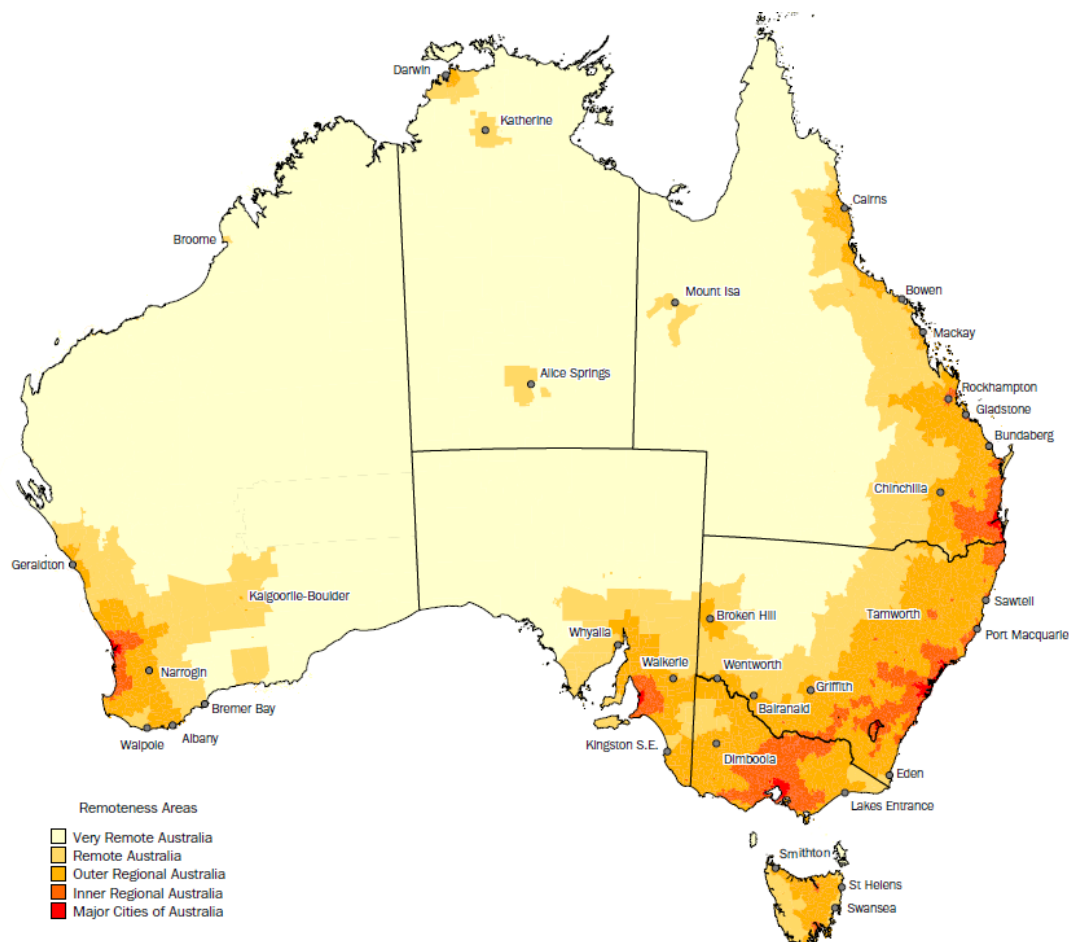 Darwin
Katherine
Cairns
Broome
Mount Isa
Bowen
Mackay
Alice Springs
Rockhampton
Gladstone
Bundaberg
Chinchilla
Geraldton
Kalgoorlie-Boulder
Sawtell
Tamworth
Broken Hill
Port Macquarie
Whyalla
Walkerie
Wentworth
Narrogin
Griffith
Balranald
Bremer Bay
Albany
Walpole
Kingston S.E.
Dimboola
Eden
Lakes Entrance
Remoteness Areas
Very Remote Australia
Remote Australia
Outer Regional Australia
Inner Regional Australia
Major Cities of Australia
Smithton
St Helens
Swansea